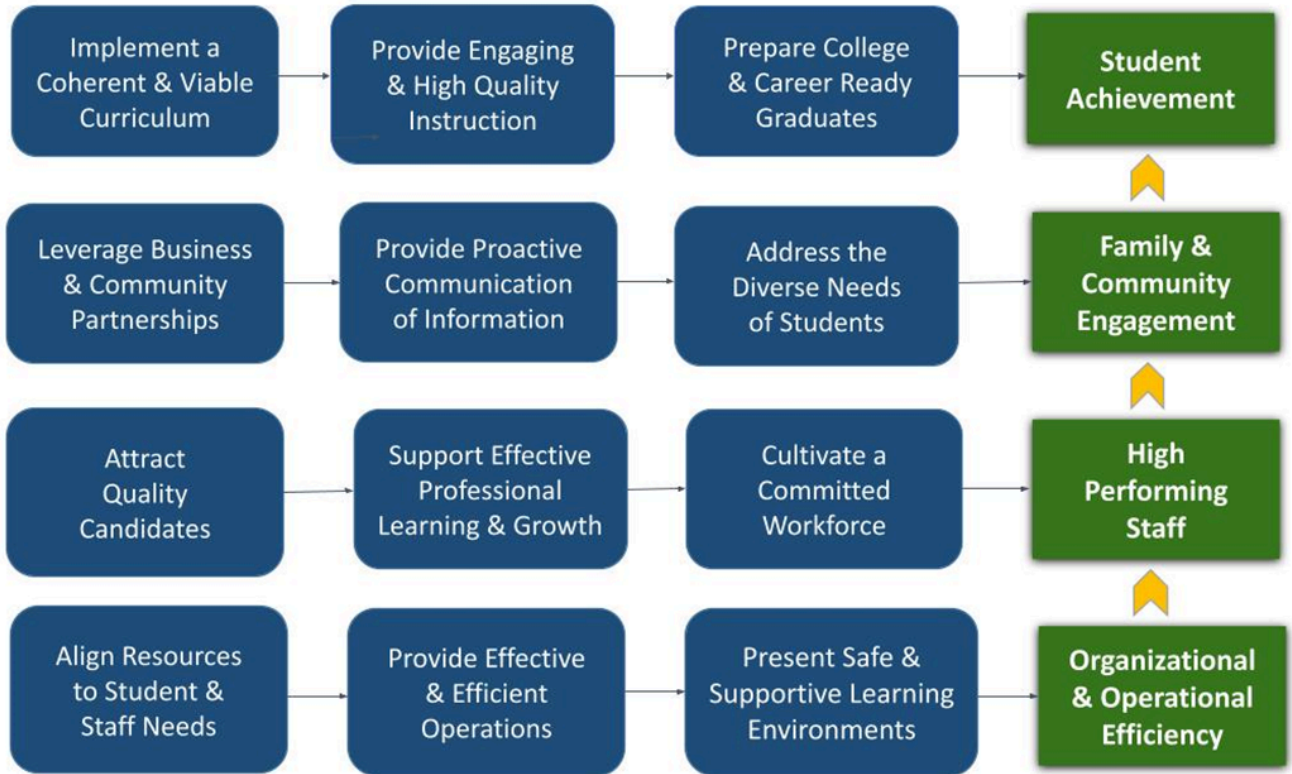 Implement a
Coherent & Viable
Curriculum
Provide Engaging
& High Quality
Instruction
Prepare College
& Career Ready
Graduates
Student
Achievement
Leverage Business
& Community
Partnerships
Provide Proactive
Communication
of Information
Address the
Diverse Needs
of Students
Family &
Community
Engagement
Attract
Quality
Candidates
Support Effective
Professional
Learning & Growth
Cultivate a
Committed
Workforce
High
Performing
Staff
Align Resources
to Student &
Staff Needs
Provide Effective
& Efficient
Operations
Present Safe &
Supportive Learning
Environments
Organizational
& Operational
Efficiency